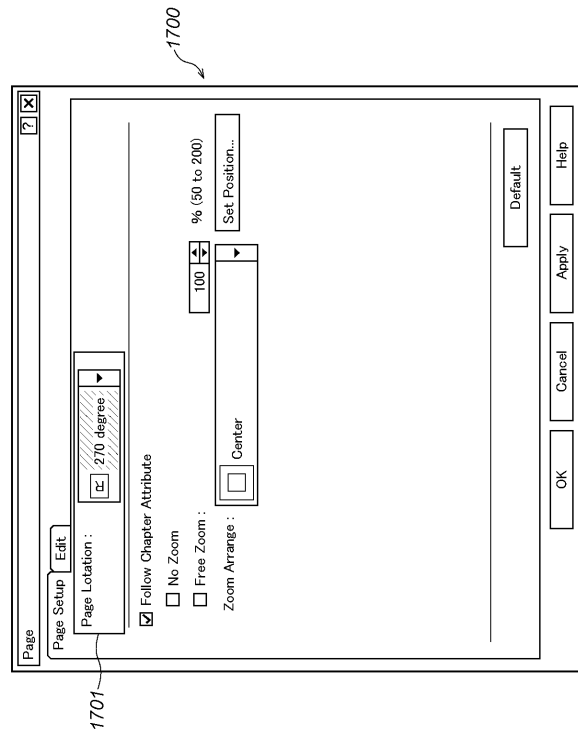 1700
Page ? X
Page Setup Edit
1701
Page Lotation : R 270 degree
Follow Chapter Attribute
No Zoom
Free Zoom : 100 % (50 to 200)
Zoom Arrange : Center Set Position...
Default
OK Cancel Apply Help